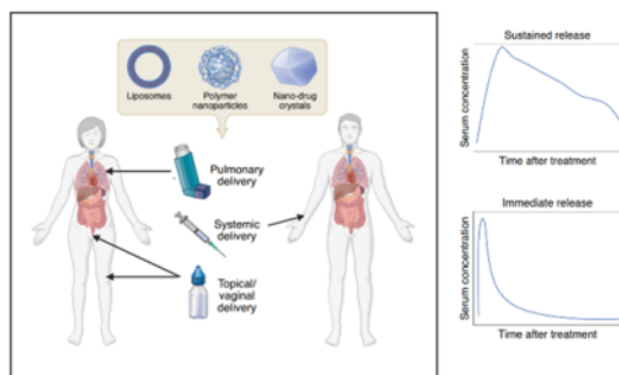 Liposomes
Polymer
nanoparticles
Nano-drug
crystals
Pulmonary
delivery
Systemic
delivery
Topical/
vaginal
delivery
Sustained release
Serum concentration
Time after treatment
Immediate release
Serum concentration
Time after treatment